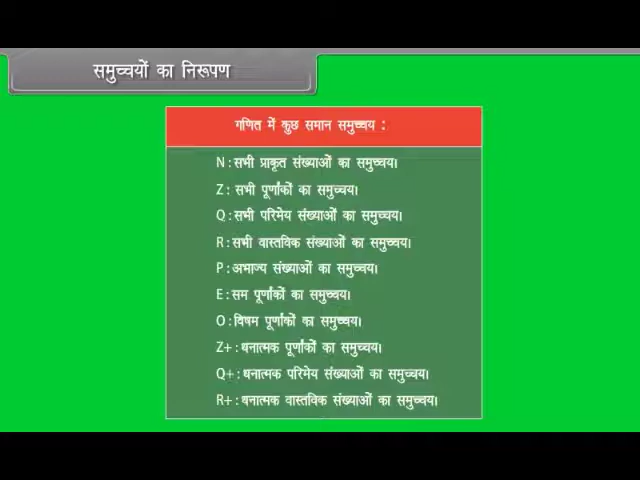 समुच्चयों का निरूपण
गणित में कुछ समान समुच्चय :
N : सभी प्राकृत संख्याओं का समुच्चय।
Z : सभी पूर्णांकों का समुच्चय।
Q : सभी परिमेय संख्याओं का समुच्चय।
R : सभी वास्तविक संख्याओं का समुच्चय।
P : अभाज्य संख्याओं का समुच्चय।
E : सम पूर्णांकों का समुच्चय।
O : विषम पूर्णांकों का समुच्चय।
Z+ : धनात्मक पूर्णांकों का समुच्चय।
Q+ : धनात्मक परिमेय संख्याओं का समुच्चय।
R+ : धनात्मक वास्तविक संख्याओं का समुच्चय।